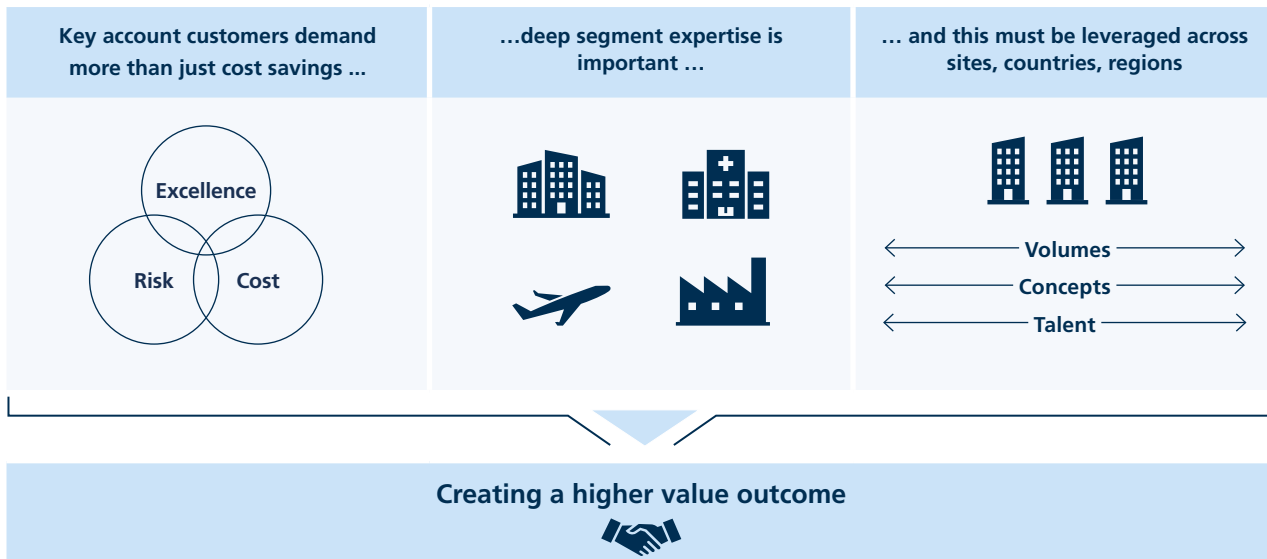 Key account customers demand
more than just cost savings ...
…deep segment expertise is
important …
… and this must be leveraged across
sites, countries, regions
Excellence
Risk
Cost
Volumes
Concepts
Talent
Creating a higher value outcome